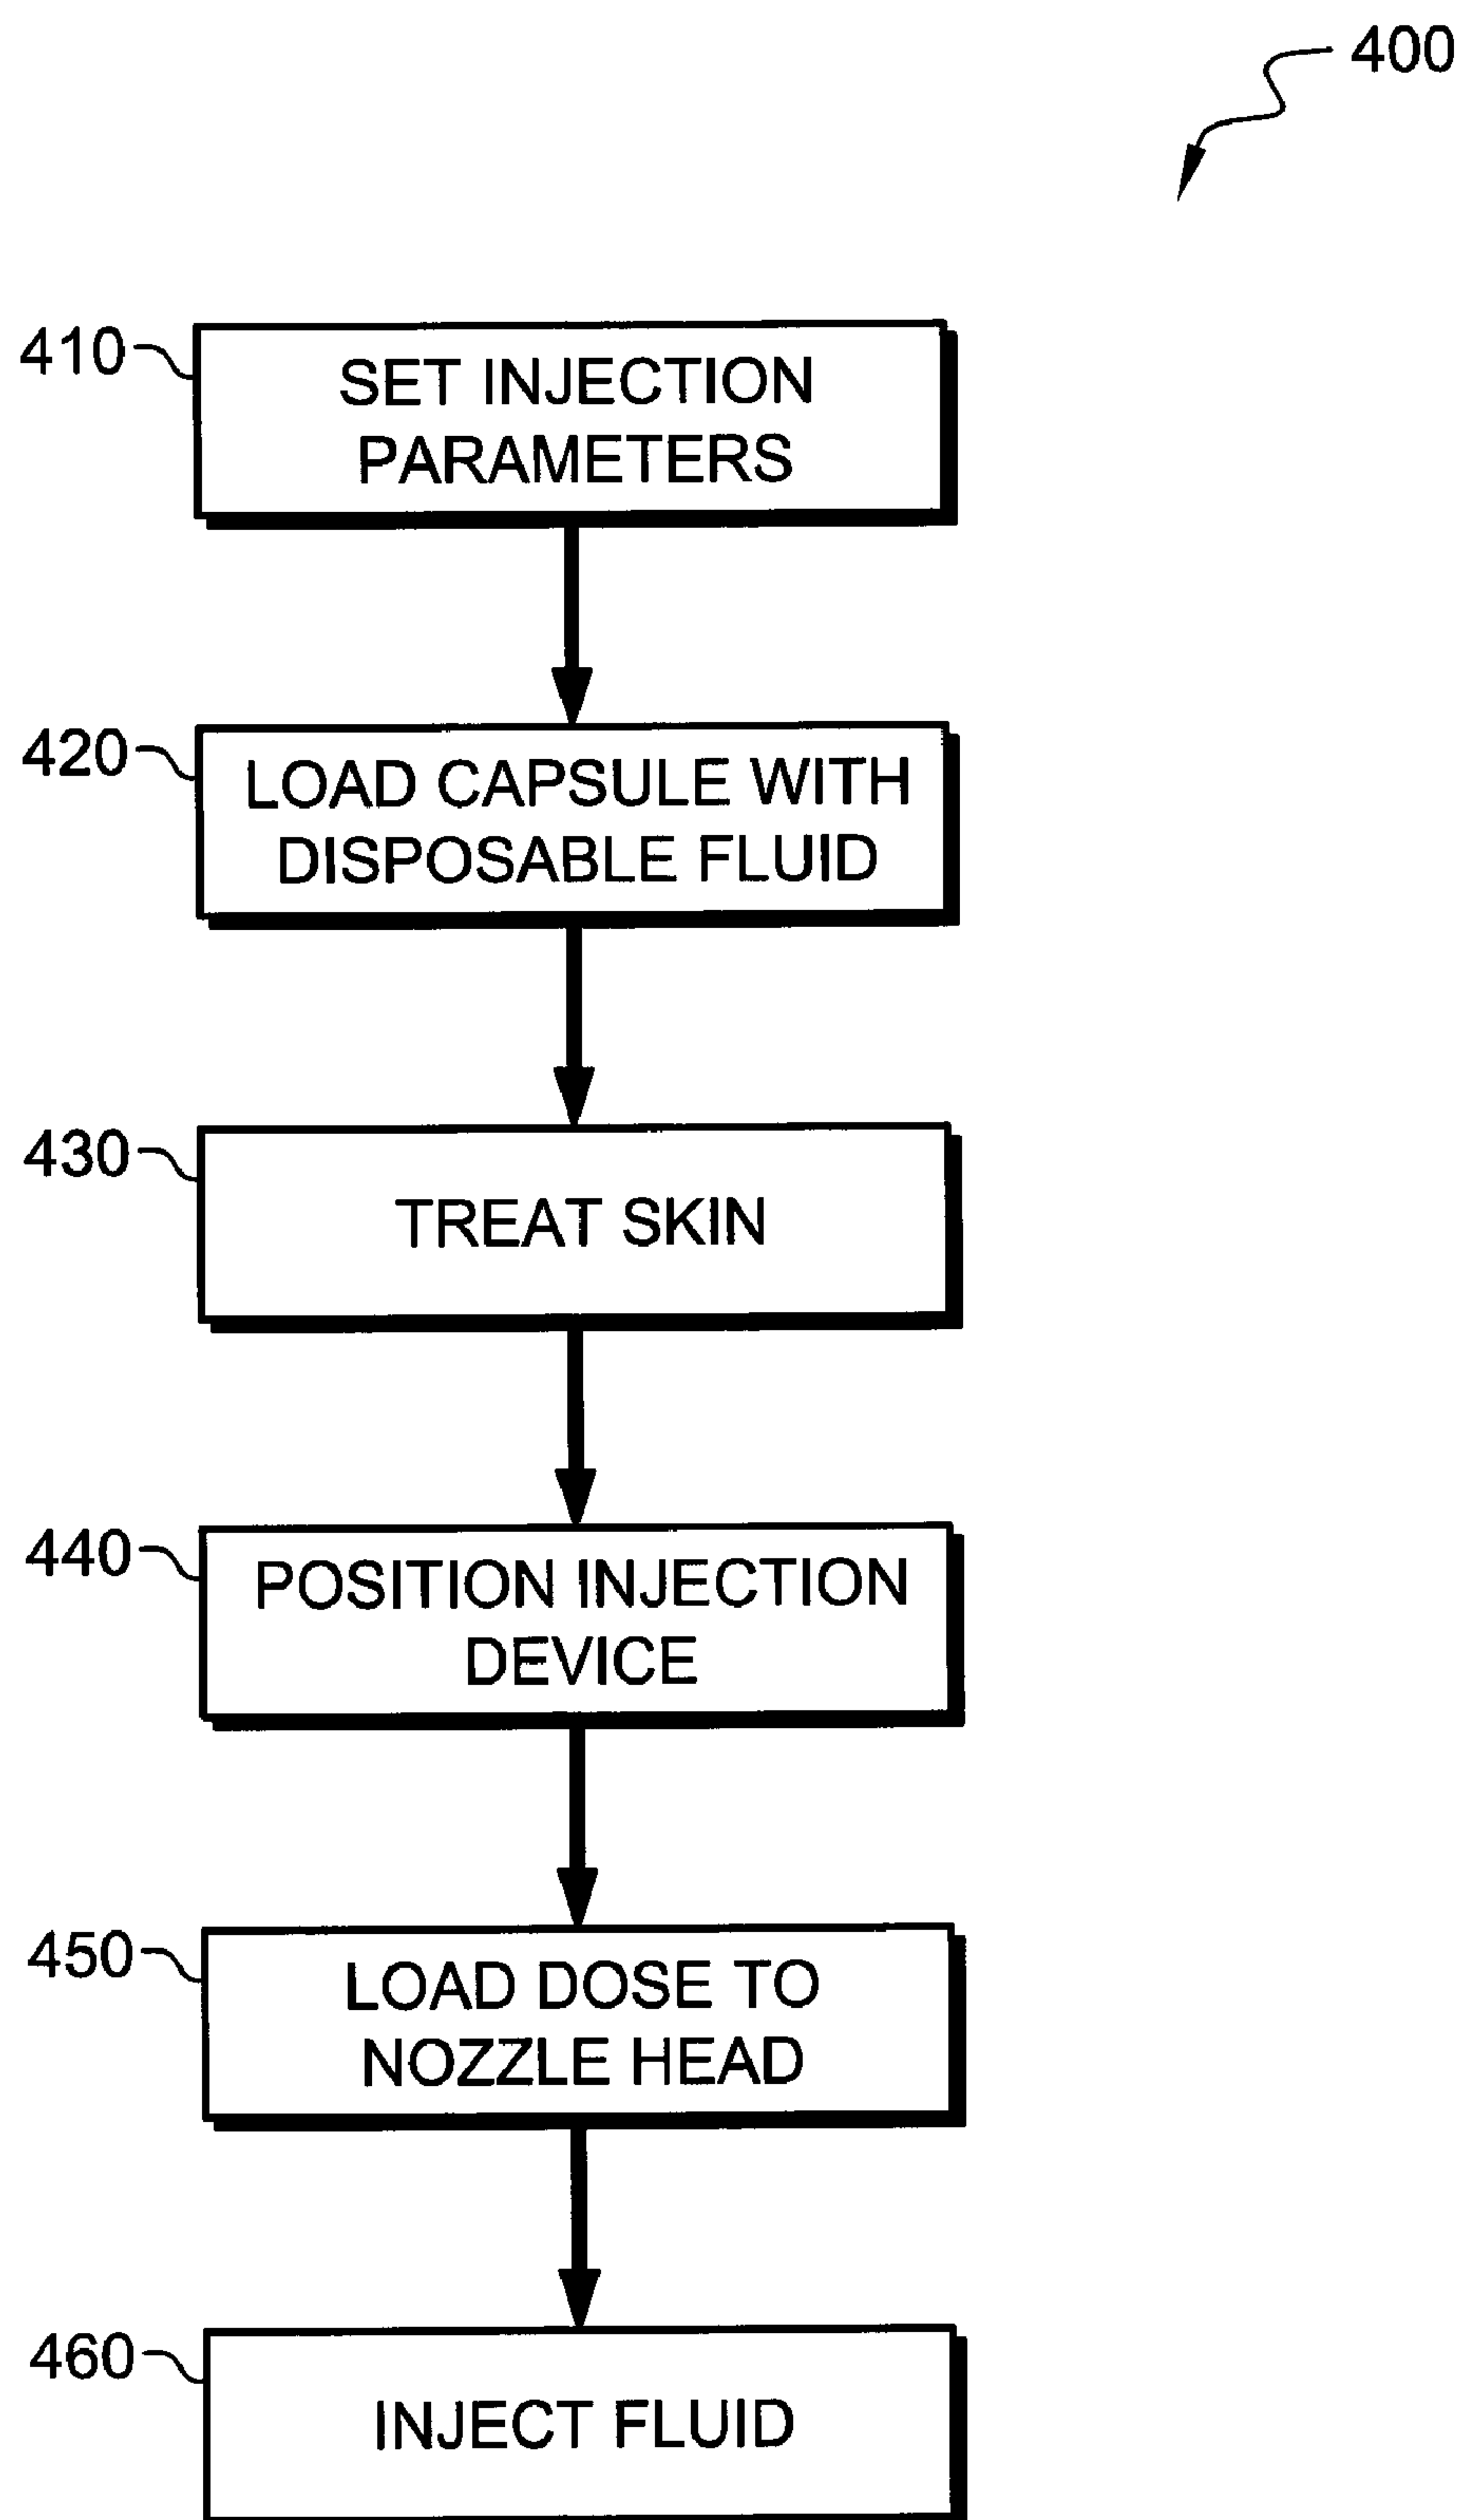 400
410
SET INJECTION
PARAMETERS
420
LOAD CAPSULE WITH
DISPOSABLE FLUID
430
TREAT SKIN
440
POSITION INJECTION
DEVICE
450
LOAD DOSE TO
NOZZLE HEAD
460
INJECT FLUID